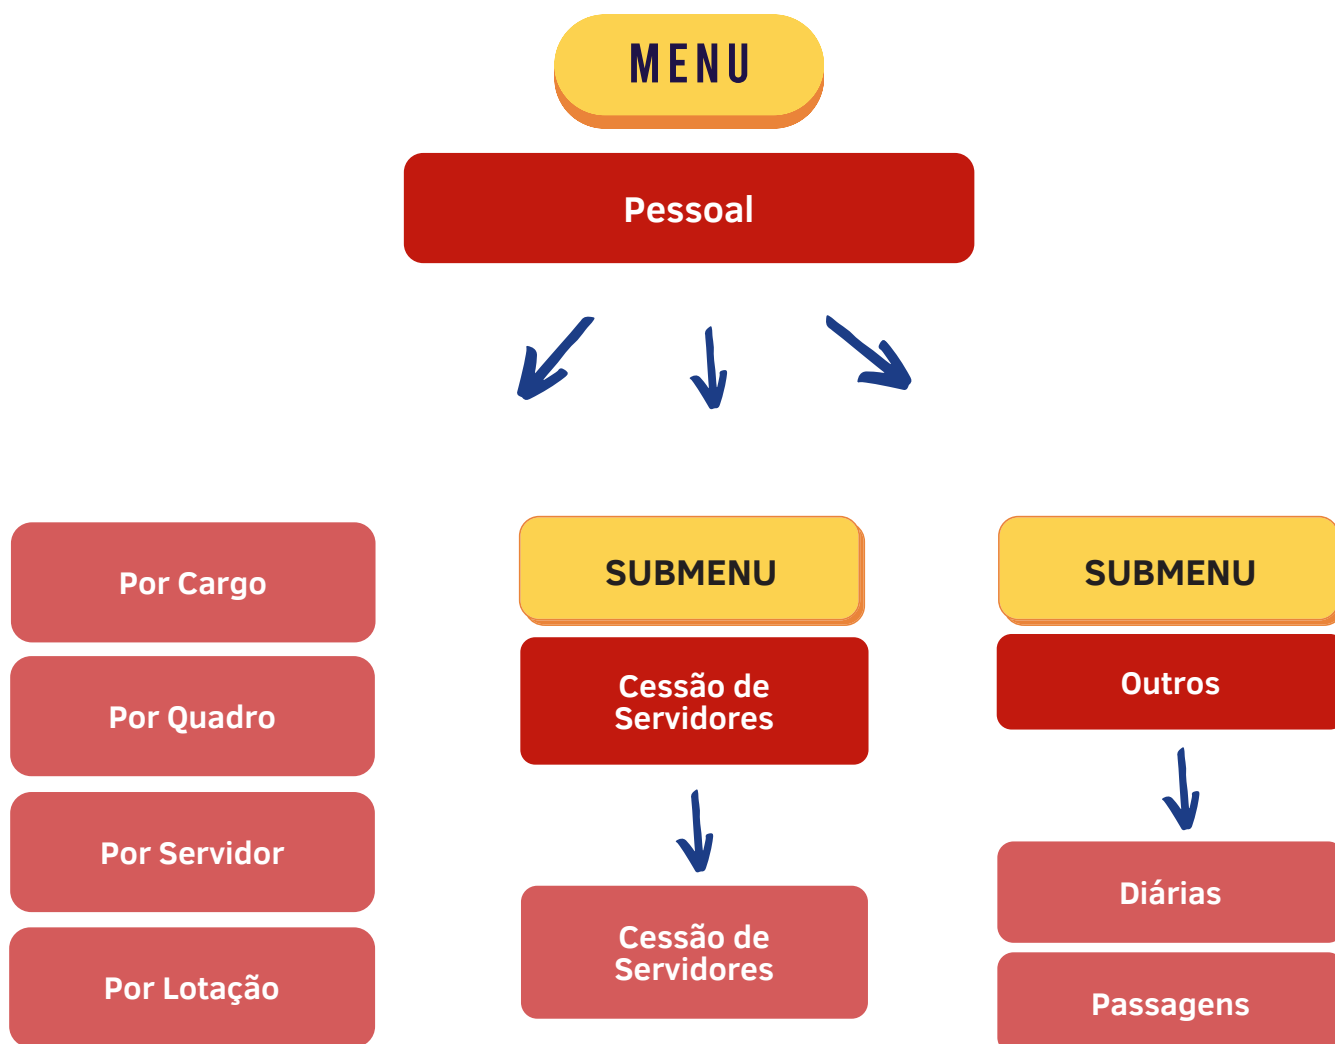 MENU
Pessoal
Por Cargo
Por Quadro
Por Servidor
Por Lotação
SUBMENU
Cessão de
Servidores
Cessão de
Servidores
SUBMENU
Outros
Diárias
Passagens